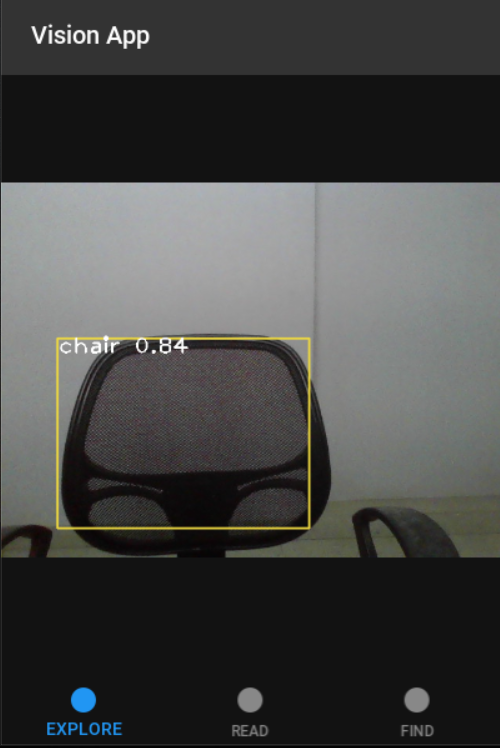 Vision App
chair 0.84
EXPLORE
READ
FIND